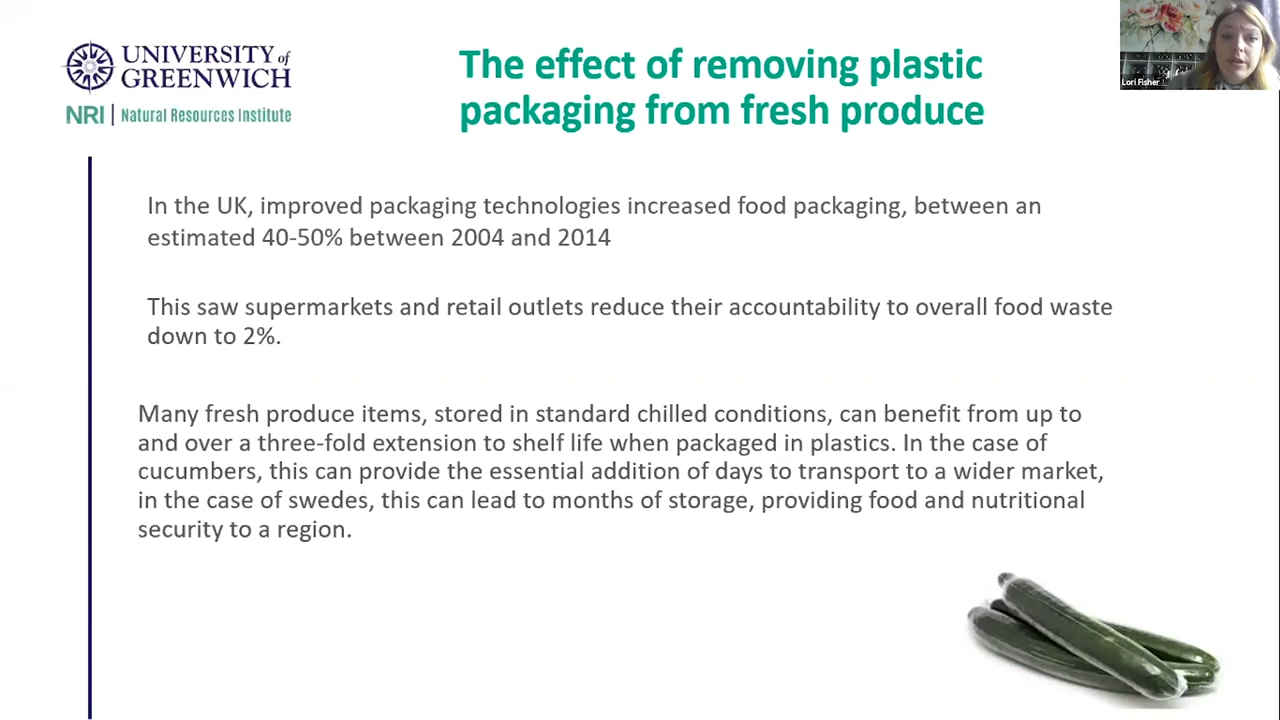 UNIVERSITY of
GREENWICH
NRI | Natural Resources Institute
The effect of removing plastic
packaging from fresh produce
Lori Fisher
In the UK, improved packaging technologies increased food packaging, between an
estimated 40-50% between 2004 and 2014
This saw supermarkets and retail outlets reduce their accountability to overall food waste
down to 2%.
Many fresh produce items, stored in standard chilled conditions, can benefit from up to
and over a three-fold extension to shelf life when packaged in plastics. In the case of
cucumbers, this can provide the essential addition of days to transport to a wider market,
in the case of swedes, this can lead to months of storage, providing food and nutritional
security to a region.